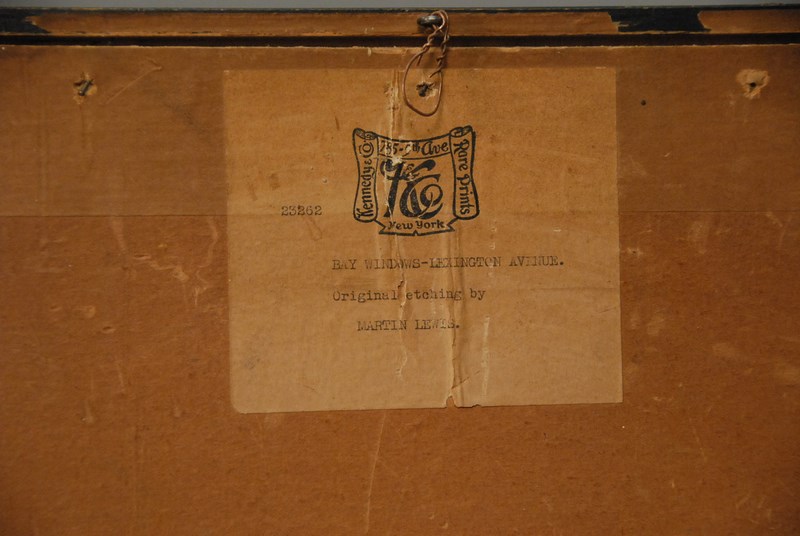 785-5th Ave
Kennedy & Co
Rare Prints
K&Co
New York
23262
BAY WINDOWS-LEXINGTON AVENUE.
Original etching by
MARTIN LEWIS.